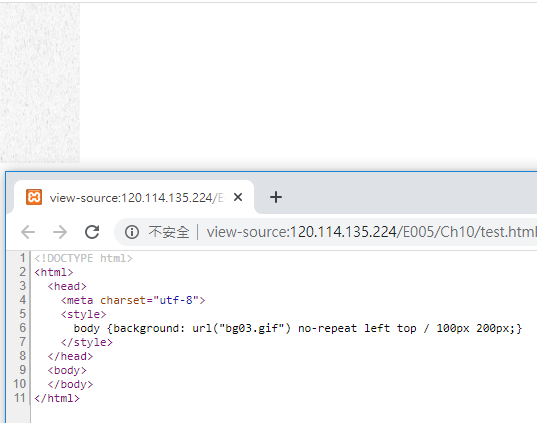 view-source:120.114.135.224/E
不安全 | view-source:120.114.135.224/E005/Ch10/test.html
1 <!DOCTYPE html>
2 <html>
3 <head>
4 <meta charset="utf-8">
5 <style>
6 body {background: url("bg03.gif") no-repeat left top / 100px 200px;}
7 </style>
8 </head>
9 <body>
10 </body>
11 </html>